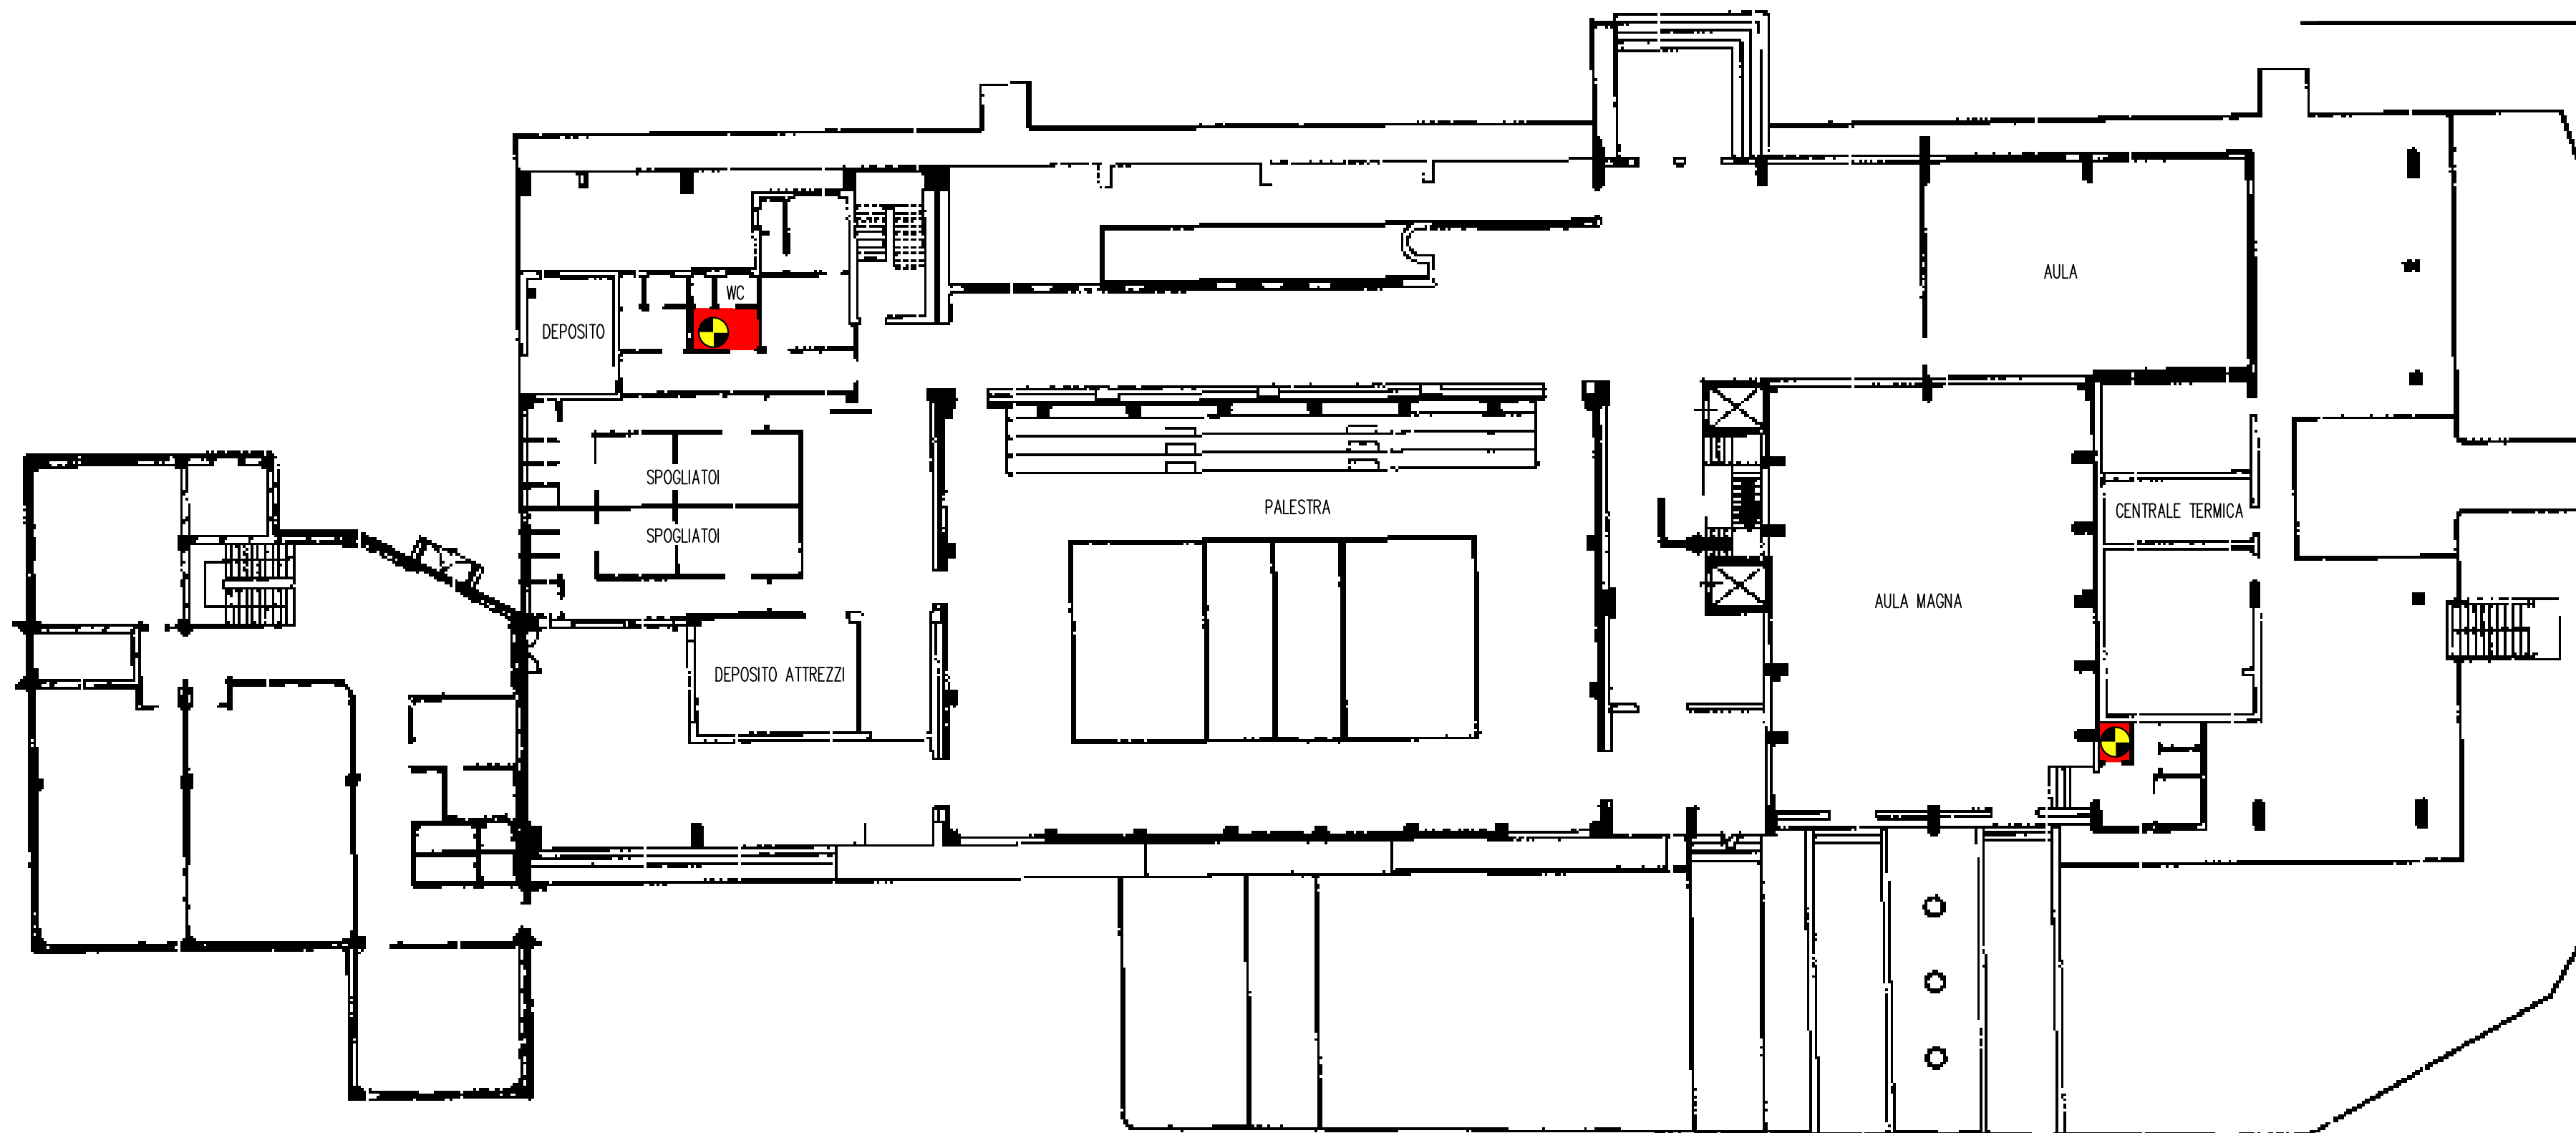 AULA
WC
DEPOSITO
SPOGLIATOI
PALESTRA
CENTRALE TERMICA
SPOGLIATOI
AULA MAGNA
DEPOSITO ATTREZZI